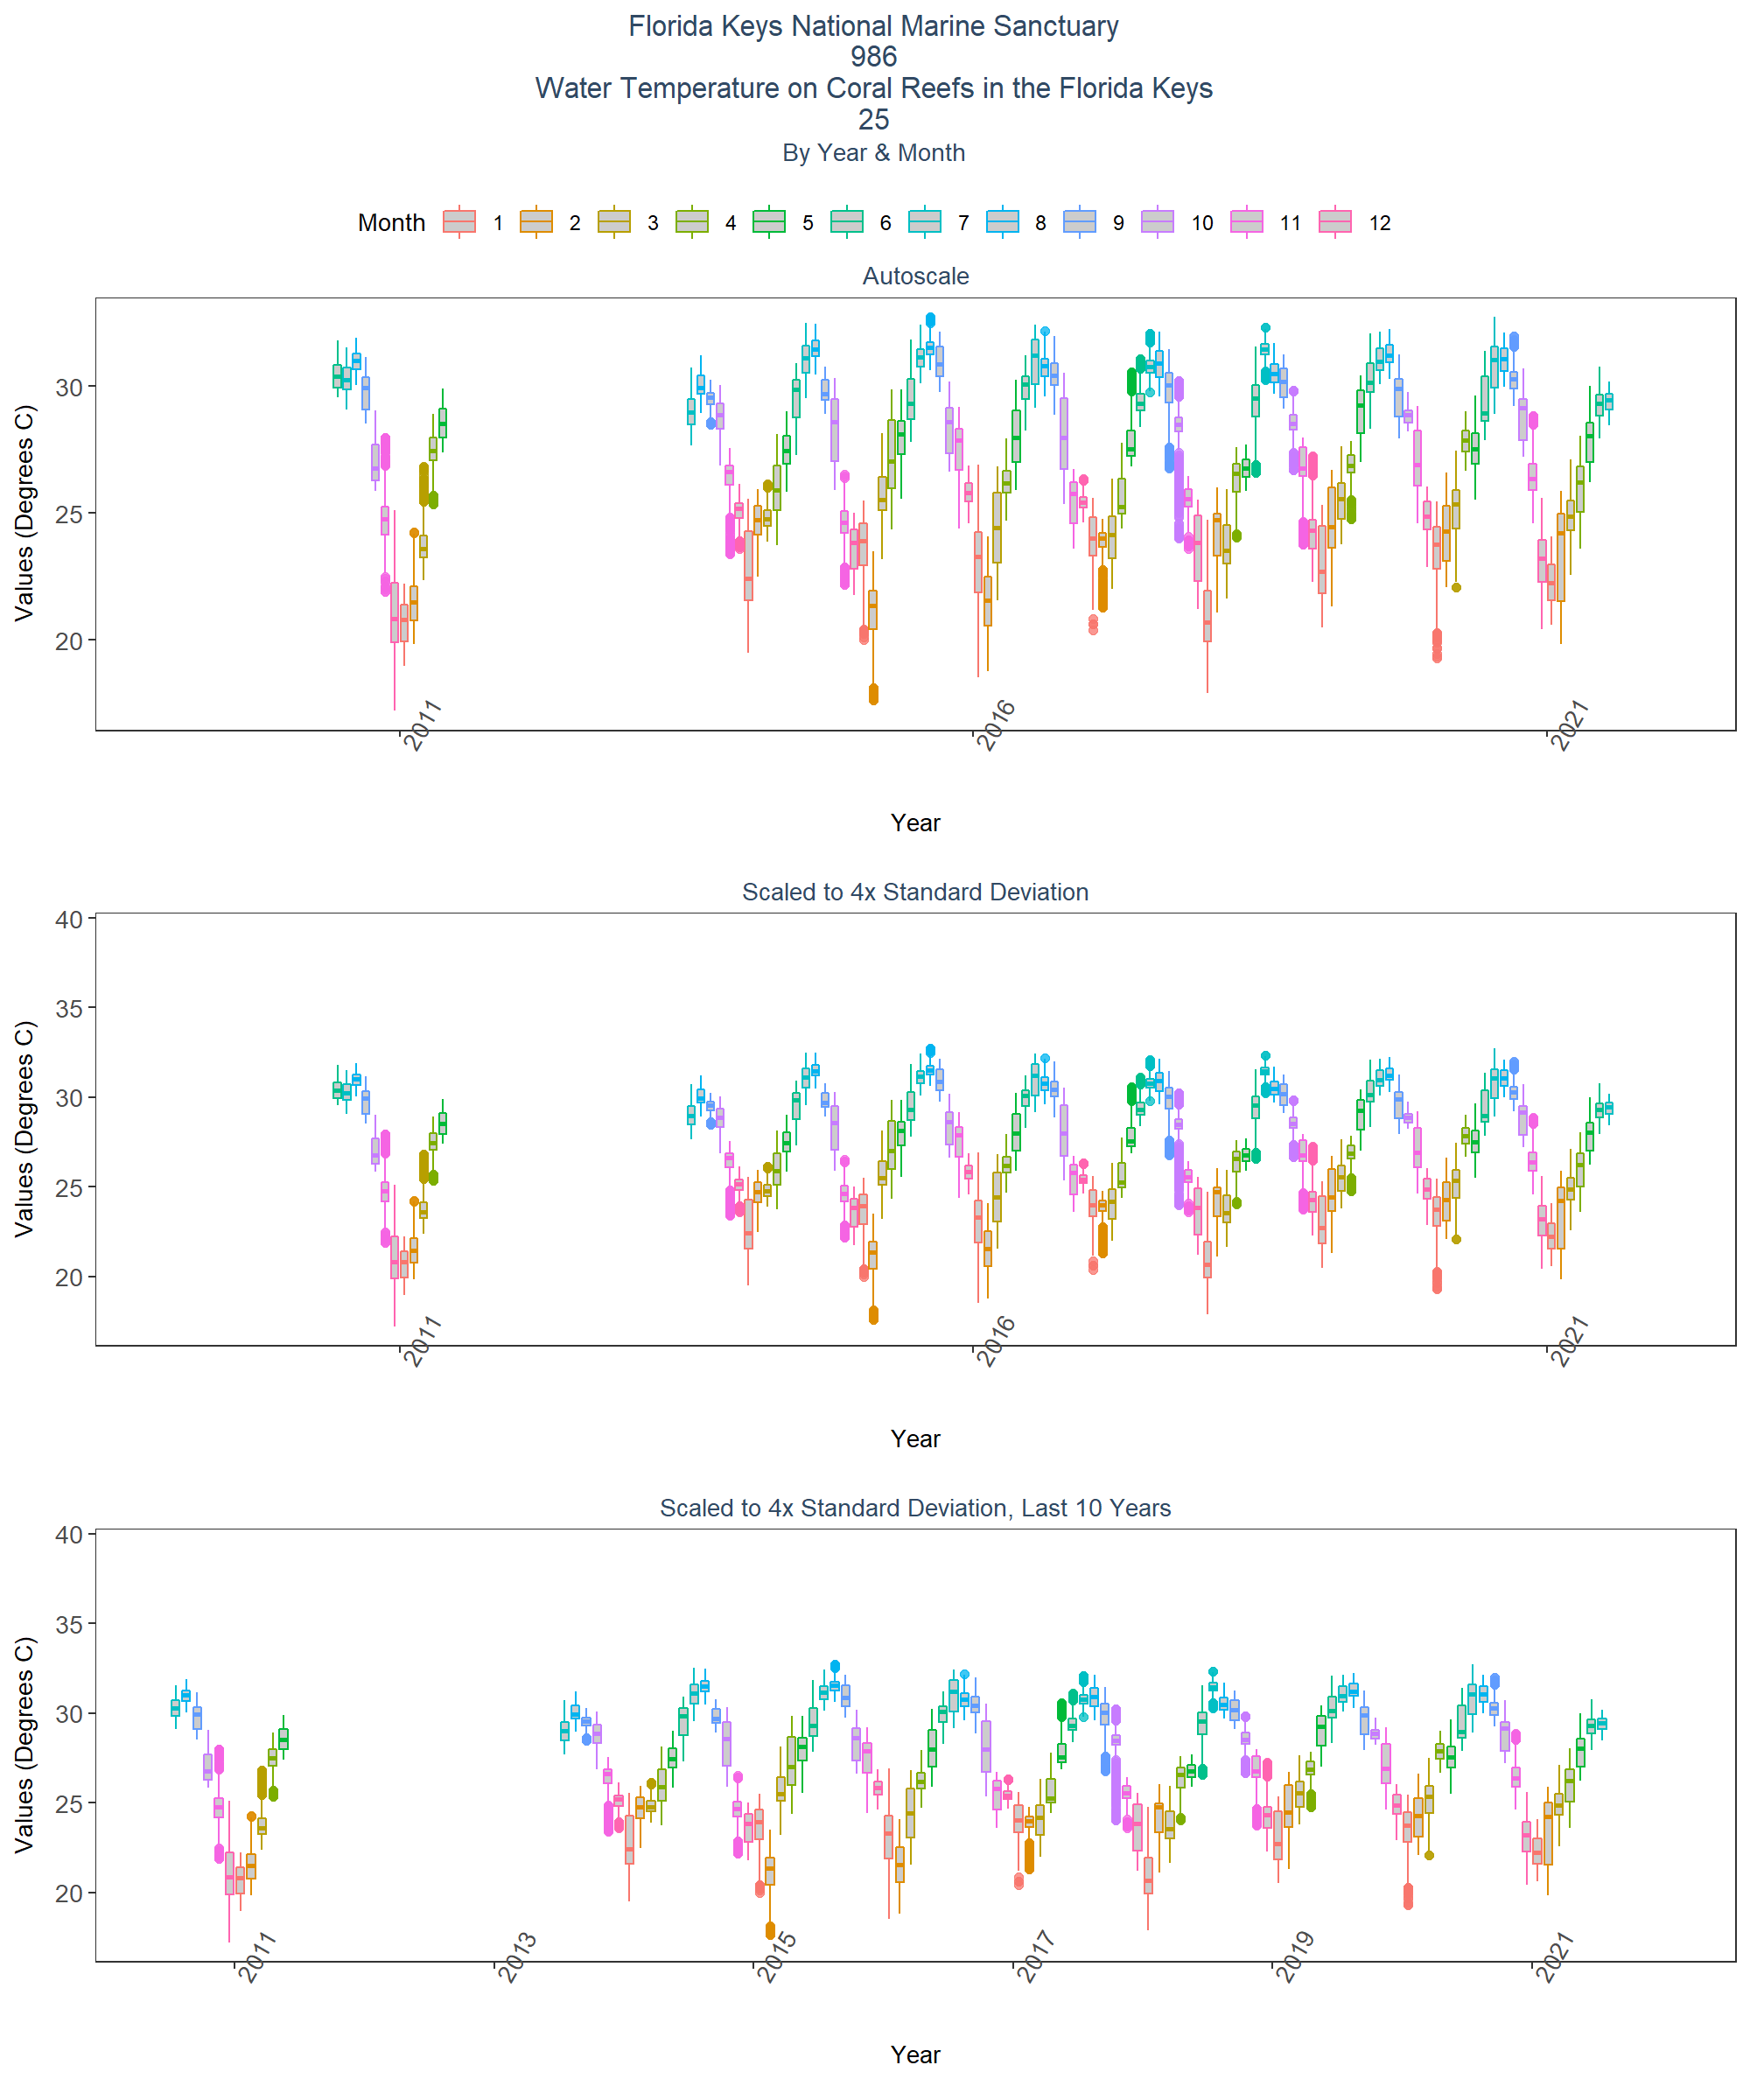 Florida Keys National Marine Sanctuary
986
Water Temperature on Coral Reefs in the Florida Keys
25
By Year & Month
Month 1 2 3 4 5 6 7 8 9 10 11 12
Autoscale
Values (Degrees C)
30
25
20
2011 2016 2021
Year
Scaled to 4x Standard Deviation
Values (Degrees C)
40
35
30
25
20
2011 2016 2021
Year
Scaled to 4x Standard Deviation, Last 10 Years
Values (Degrees C)
40
35
30
25
20
2011 2013 2015 2017 2019 2021
Year